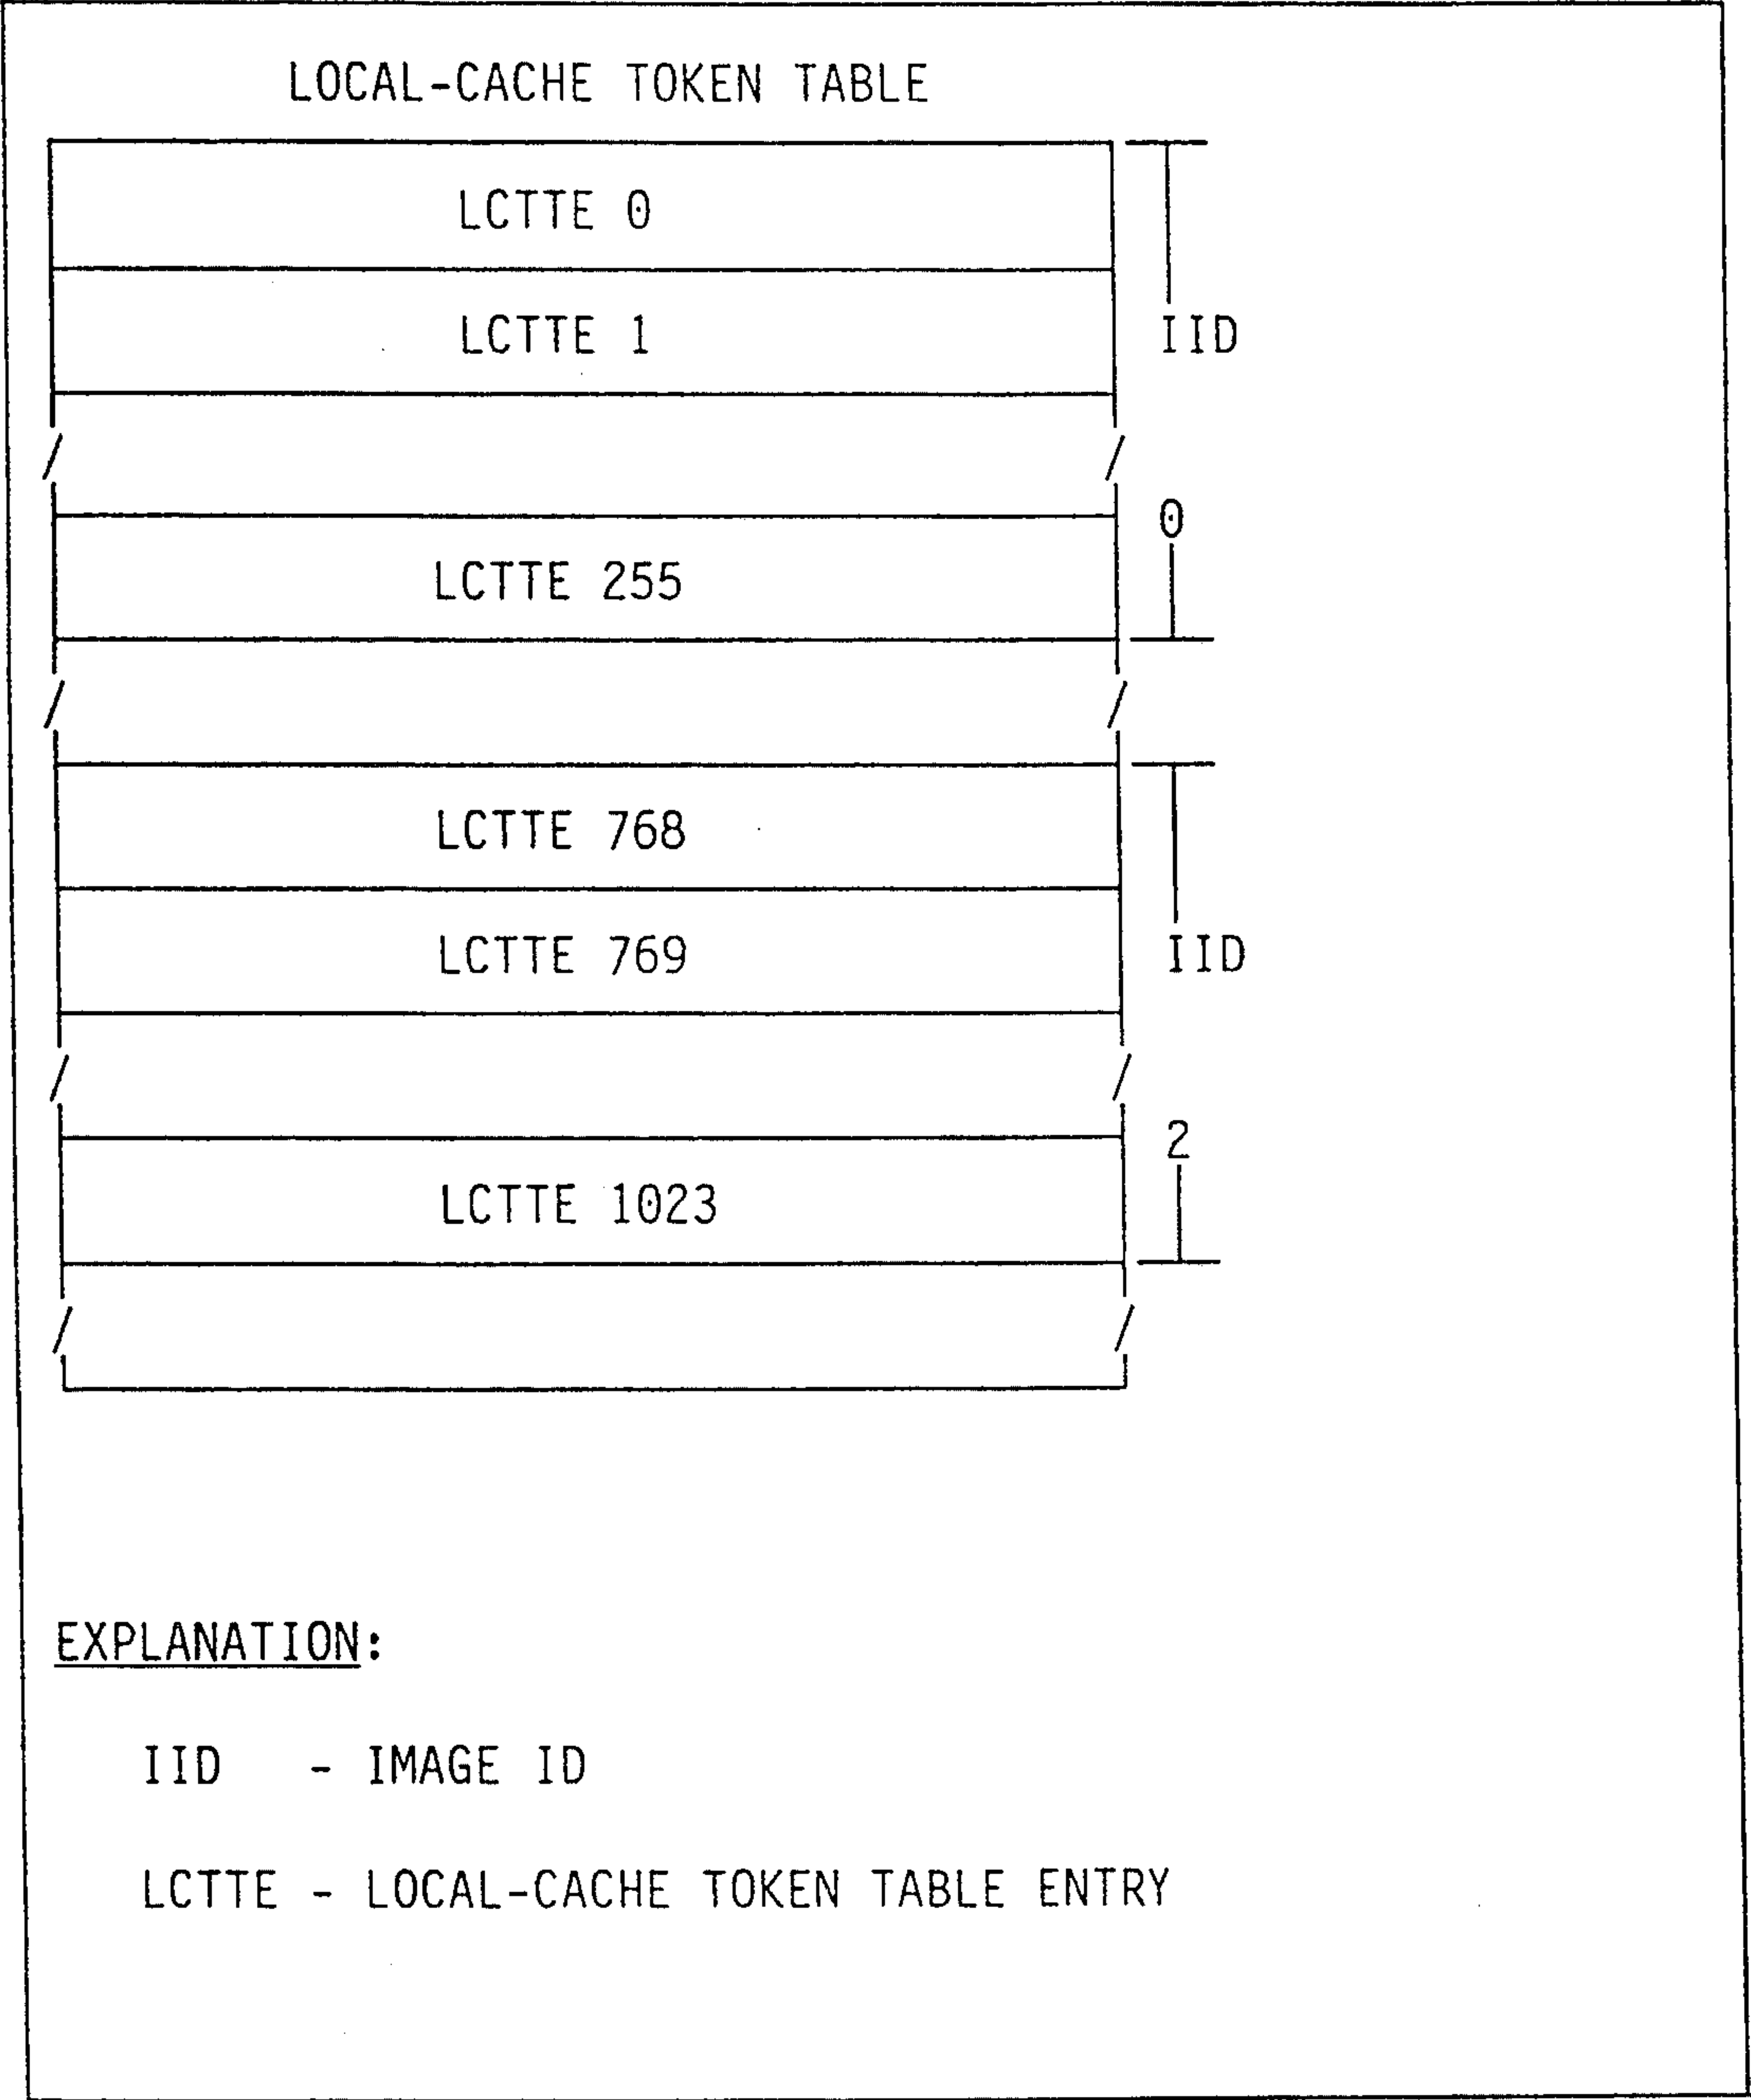 LOCAL-CACHE TOKEN TABLE
LCTTE 0
LCTTE 1
IID
0
LCTTE 255
LCTTE 768
LCTTE 769
IID
2
LCTTE 1023
EXPLANATION:
IID - IMAGE ID
LCTTE - LOCAL-CACHE TOKEN TABLE ENTRY